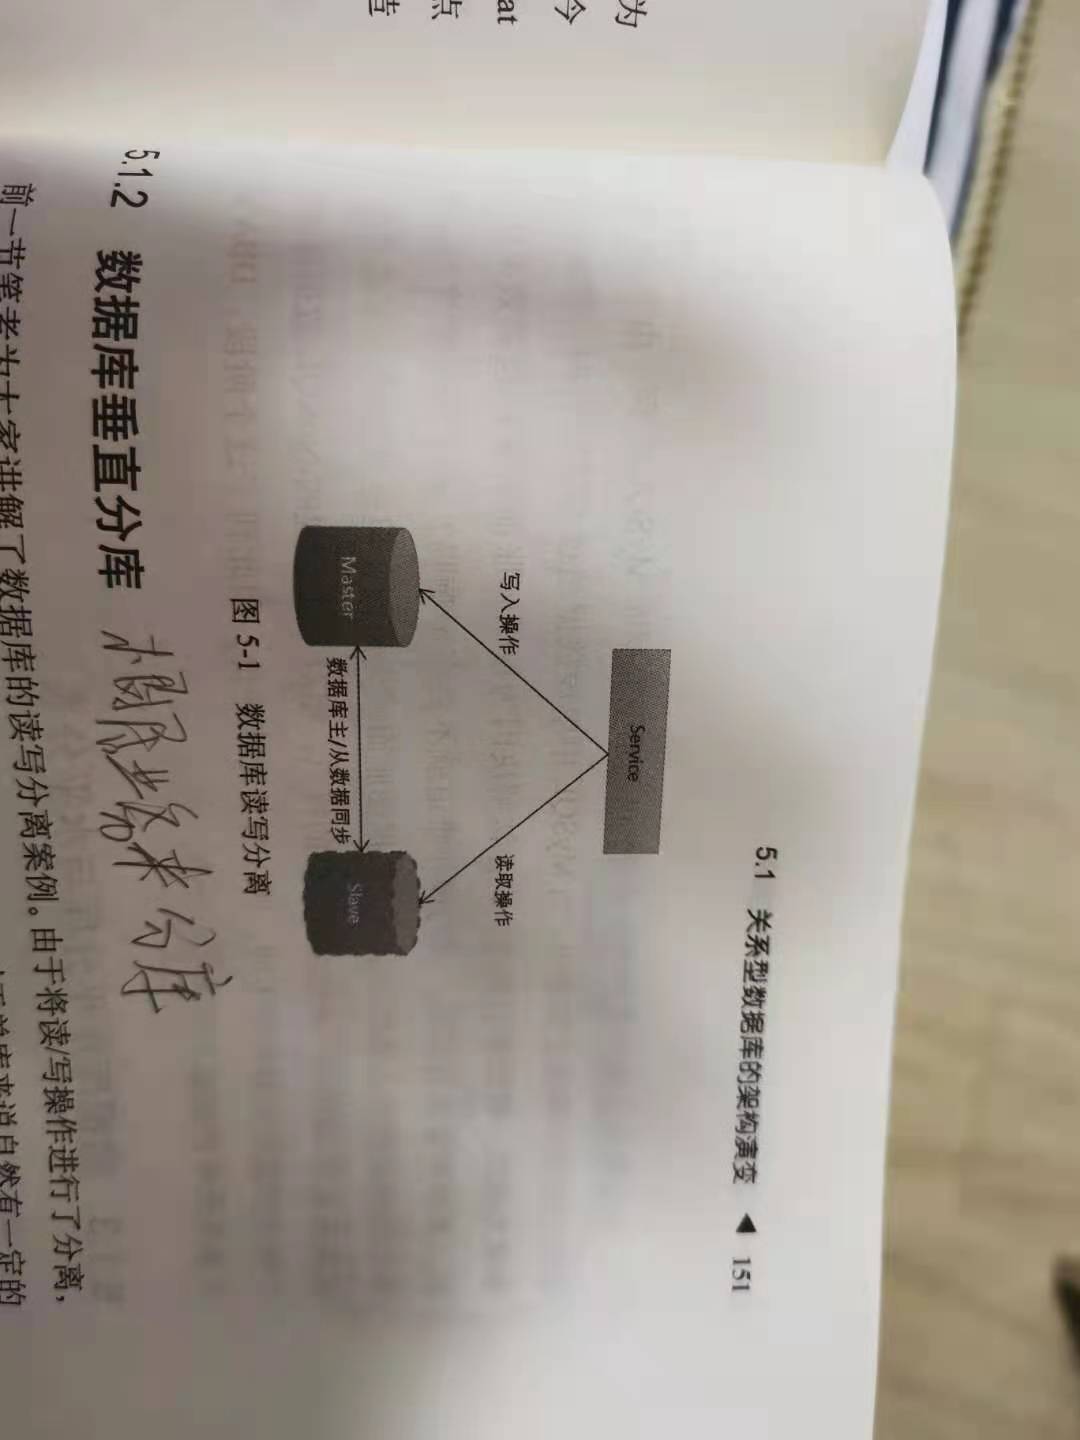 5.1 关系型数据库的架构演变 ◀ 151
为
今
at
点
造
Service
写入操作 读取操作
Master Slave
数据库主/从数据同步
图 5-1 数据库读写分离
5.1.2 数据库垂直分库 根据业务来分库
前一节笔者为大家讲解了数据库的读写分离案例。由于将读/写操作进行了分离，
单库来说自然有一定的